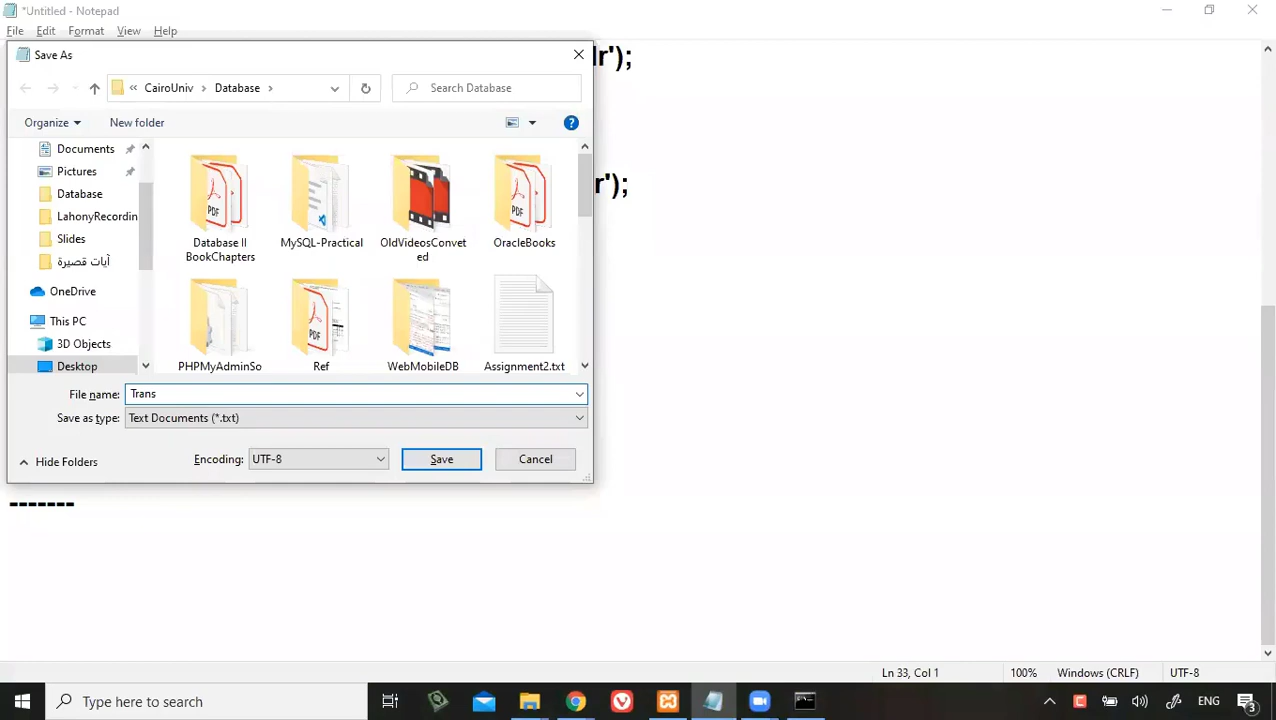 *Untitled - Notepad
File Edit Format View Help
Save As
« CairoUniv > Database >
Search Database
Organize
New folder
Documents
Pictures
Database
LahonyRecordin
Slides
آيات قصيرة
OneDrive
This PC
3D Objects
Desktop
Database II
BookChapters
MySQL-Practical
OldVideosConvet
ed
OracleBooks
PHPMyAdminSo
Ref
WebMobileDB
Assignment2.txt
File name: Trans
Save as type: Text Documents (*.txt)
Hide Folders
Encoding: UTF-8
Save
Cancel
r');
r');
-------
Ln 33, Col 1
100%
Windows (CRLF)
UTF-8
Type here to search
ENG
3